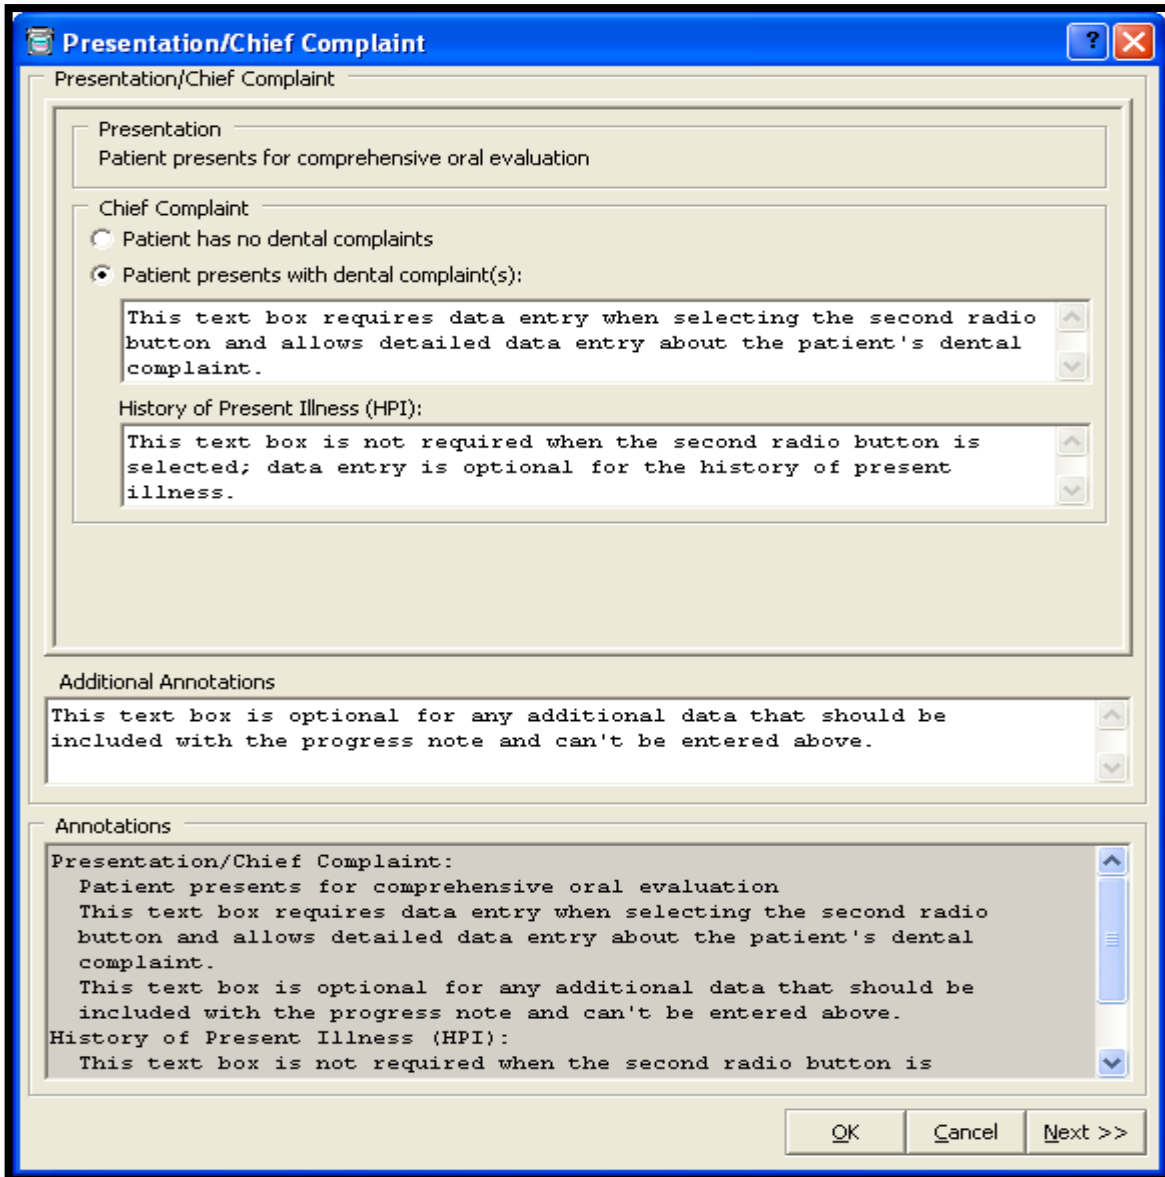 Presentation/Chief Complaint
?
Presentation/Chief Complaint
Presentation
Patient presents for comprehensive oral evaluation
Chief Complaint
Patient has no dental complaints
Patient presents with dental complaint(s):
This text box requires data entry when selecting the second radio
button and allows detailed data entry about the patient's dental
complaint.
History of Present Illness (HPI):
This text box is not required when the second radio button is
selected; data entry is optional for the history of present
illness.
Additional Annotations
This text box is optional for any additional data that should be
included with the progress note and can't be entered above.
Annotations
Presentation/Chief Complaint:
Patient presents for comprehensive oral evaluation
This text box requires data entry when selecting the second radio
button and allows detailed data entry about the patient's dental
complaint.
This text box is optional for any additional data that should be
included with the progress note and can't be entered above.
History of Present Illness (HPI):
This text box is not required when the second radio button is
OK Cancel Next >>